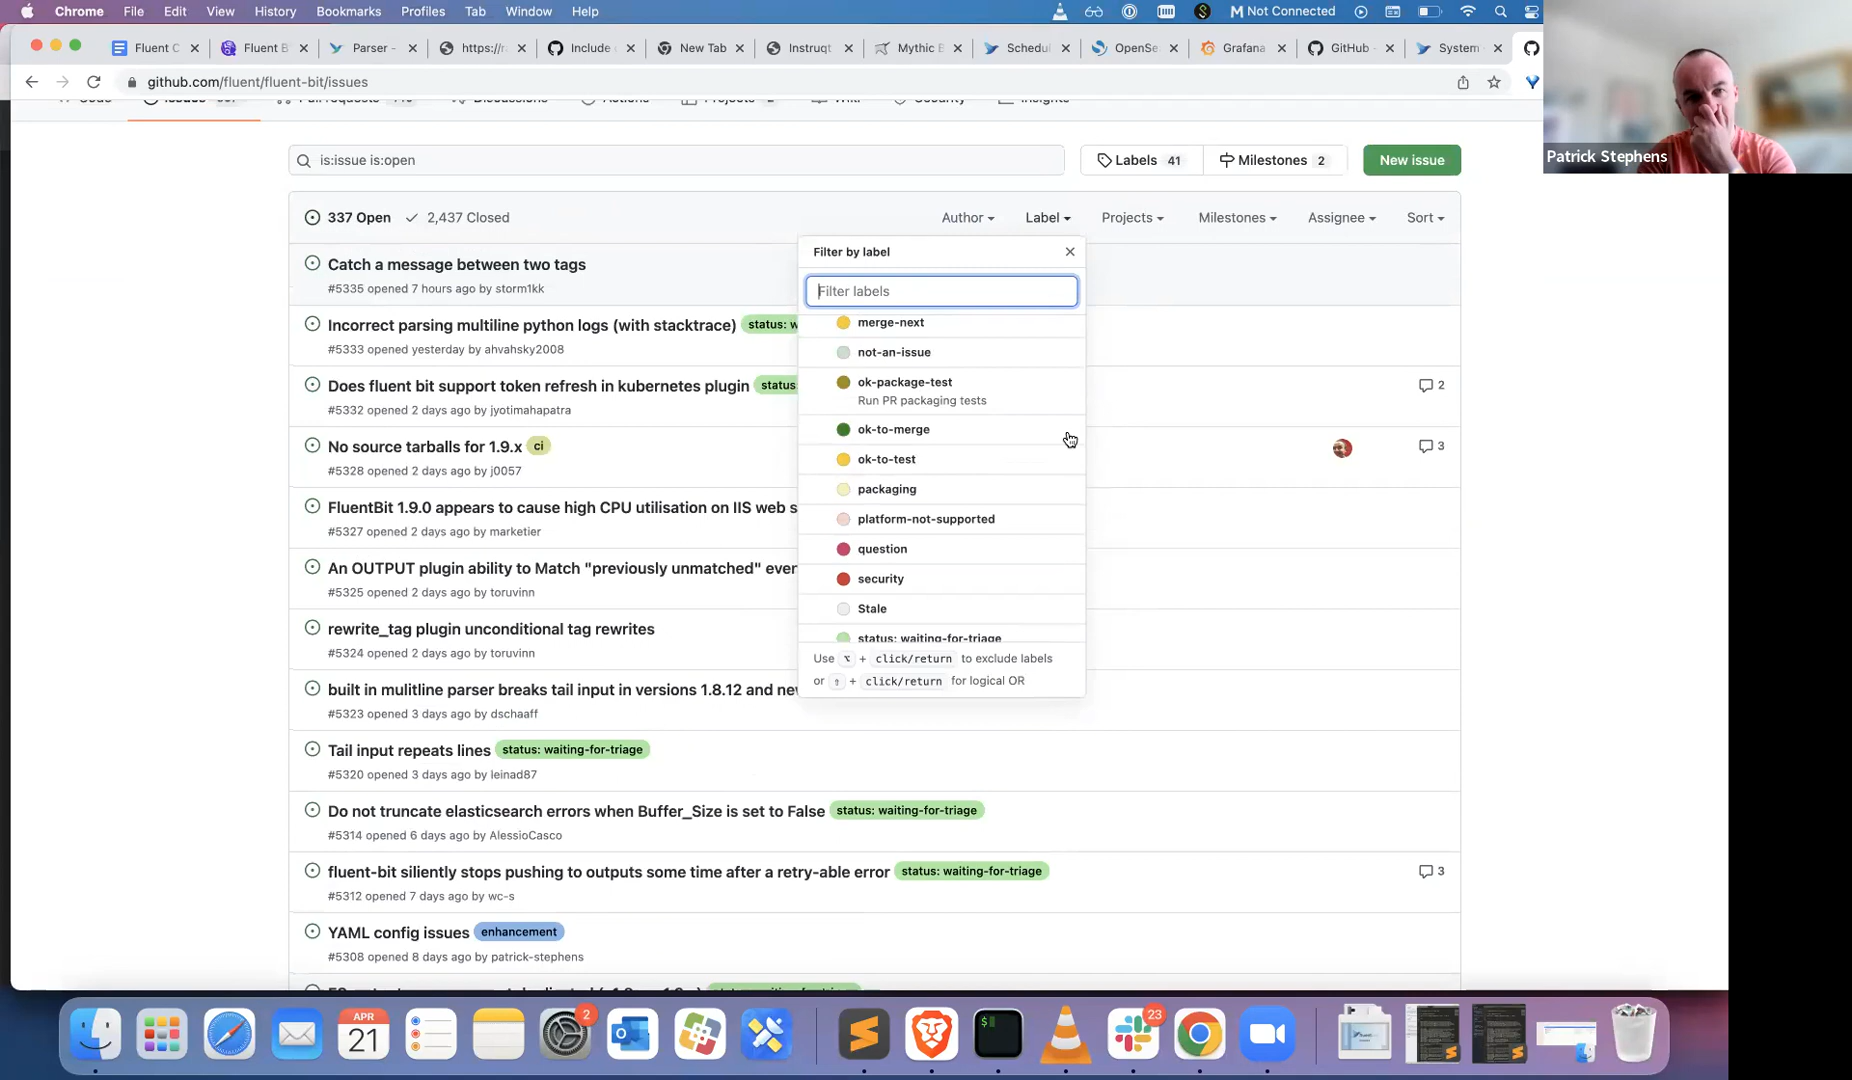 Chrome File Edit View History Bookmarks Profiles Tab Window Help
Not Connected
Fluent C
Fluent B
Parser -
https://r
Include
New Tab
Instruqt
Mythic
Schedu
OpenSe
Grafana
GitHub -
System
github.com/fluent/fluent-bit/issues
Patrick Stephens
is:issue is:open
Labels 41
Milestones 2
New issue
337 Open
2,437 Closed
Author
Label
Projects
Milestones
Assignee
Sort
Filter by label
Filter labels
merge-next
not-an-issue
ok-package-test
Run PR packaging tests
ok-to-merge
ok-to-test
packaging
platform-not-supported
question
security
Stale
status: waiting-for-triage
Use ⌥ + click/return to exclude labels
or ⇧ + click/return for logical OR
Catch a message between two tags
#5335 opened 7 hours ago by storm1kk
Incorrect parsing multiline python logs (with stacktrace) status: w
#5333 opened yesterday by ahvahsky2008
Does fluent bit support token refresh in kubernetes plugin status:
2
#5332 opened 2 days ago by jyotimahapatra
No source tarballs for 1.9.x ci
3
#5328 opened 2 days ago by j0057
FluentBit 1.9.0 appears to cause high CPU utilisation on IIS web s
#5327 opened 2 days ago by marketier
An OUTPUT plugin ability to Match "previously unmatched" ever
#5325 opened 2 days ago by toruvinn
rewrite_tag plugin unconditional tag rewrites
#5324 opened 2 days ago by toruvinn
built in mulitline parser breaks tail input in versions 1.8.12 and nev
#5323 opened 3 days ago by dschaaff
Tail input repeats lines status: waiting-for-triage
#5320 opened 3 days ago by leinad87
Do not truncate elasticsearch errors when Buffer_Size is set to False status: waiting-for-triage
#5314 opened 6 days ago by AlessioCasco
fluent-bit siliently stops pushing to outputs some time after a retry-able error status: waiting-for-triage
3
#5312 opened 7 days ago by wc-s
YAML config issues enhancement
#5308 opened 8 days ago by patrick-stephens
APR
21
2
23